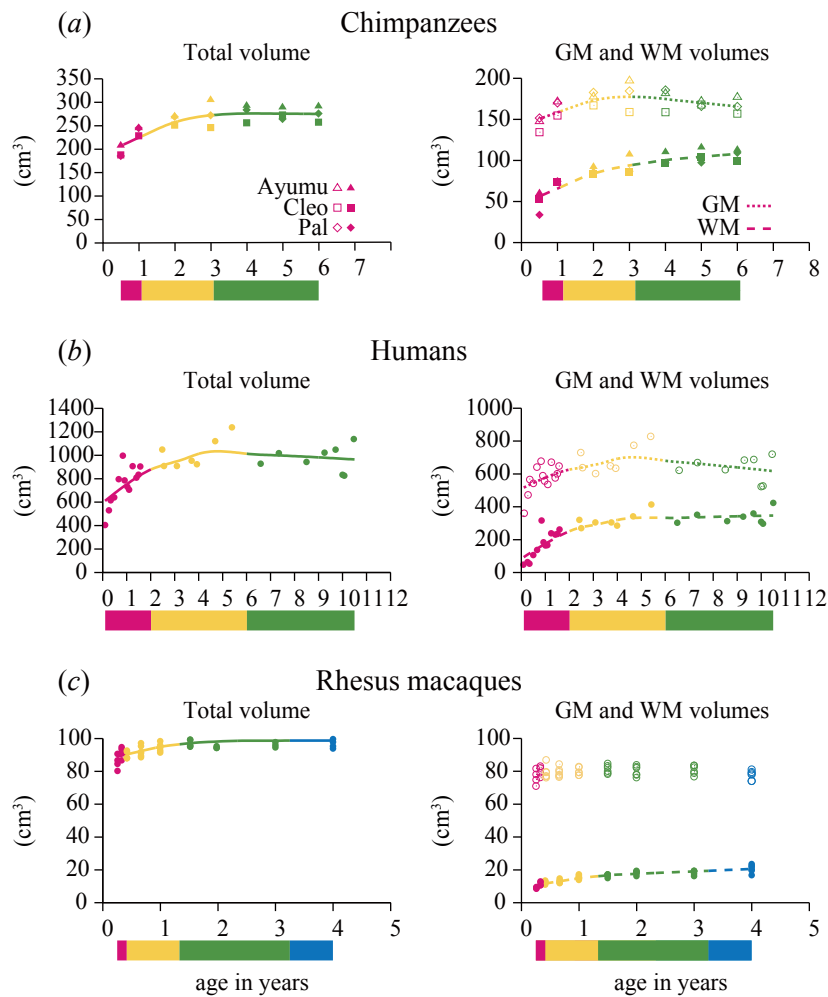 (a) Chimpanzees
Total volume
350
300
250
200
150
100
50
0
(cm³)
Ayumu
Cleo
Pal
0 1 2 3 4 5 6 7 8
GM and WM volumes
200
150
100
50
0
(cm³)
GM
WM
0 1 2 3 4 5 6 7 8
(b) Humans
Total volume
1400
1200
1000
800
600
400
200
0
(cm³)
0 1 2 3 4 5 6 7 8 9 10 11 12
GM and WM volumes
1000
800
600
400
200
0
(cm³)
0 1 2 3 4 5 6 7 8 9 10 11 12
(c) Rhesus macaques
Total volume
100
80
60
40
20
0
(cm³)
0 1 2 3 4 5
age in years
GM and WM volumes
100
80
60
40
20
0
(cm³)
0 1 2 3 4 5
age in years